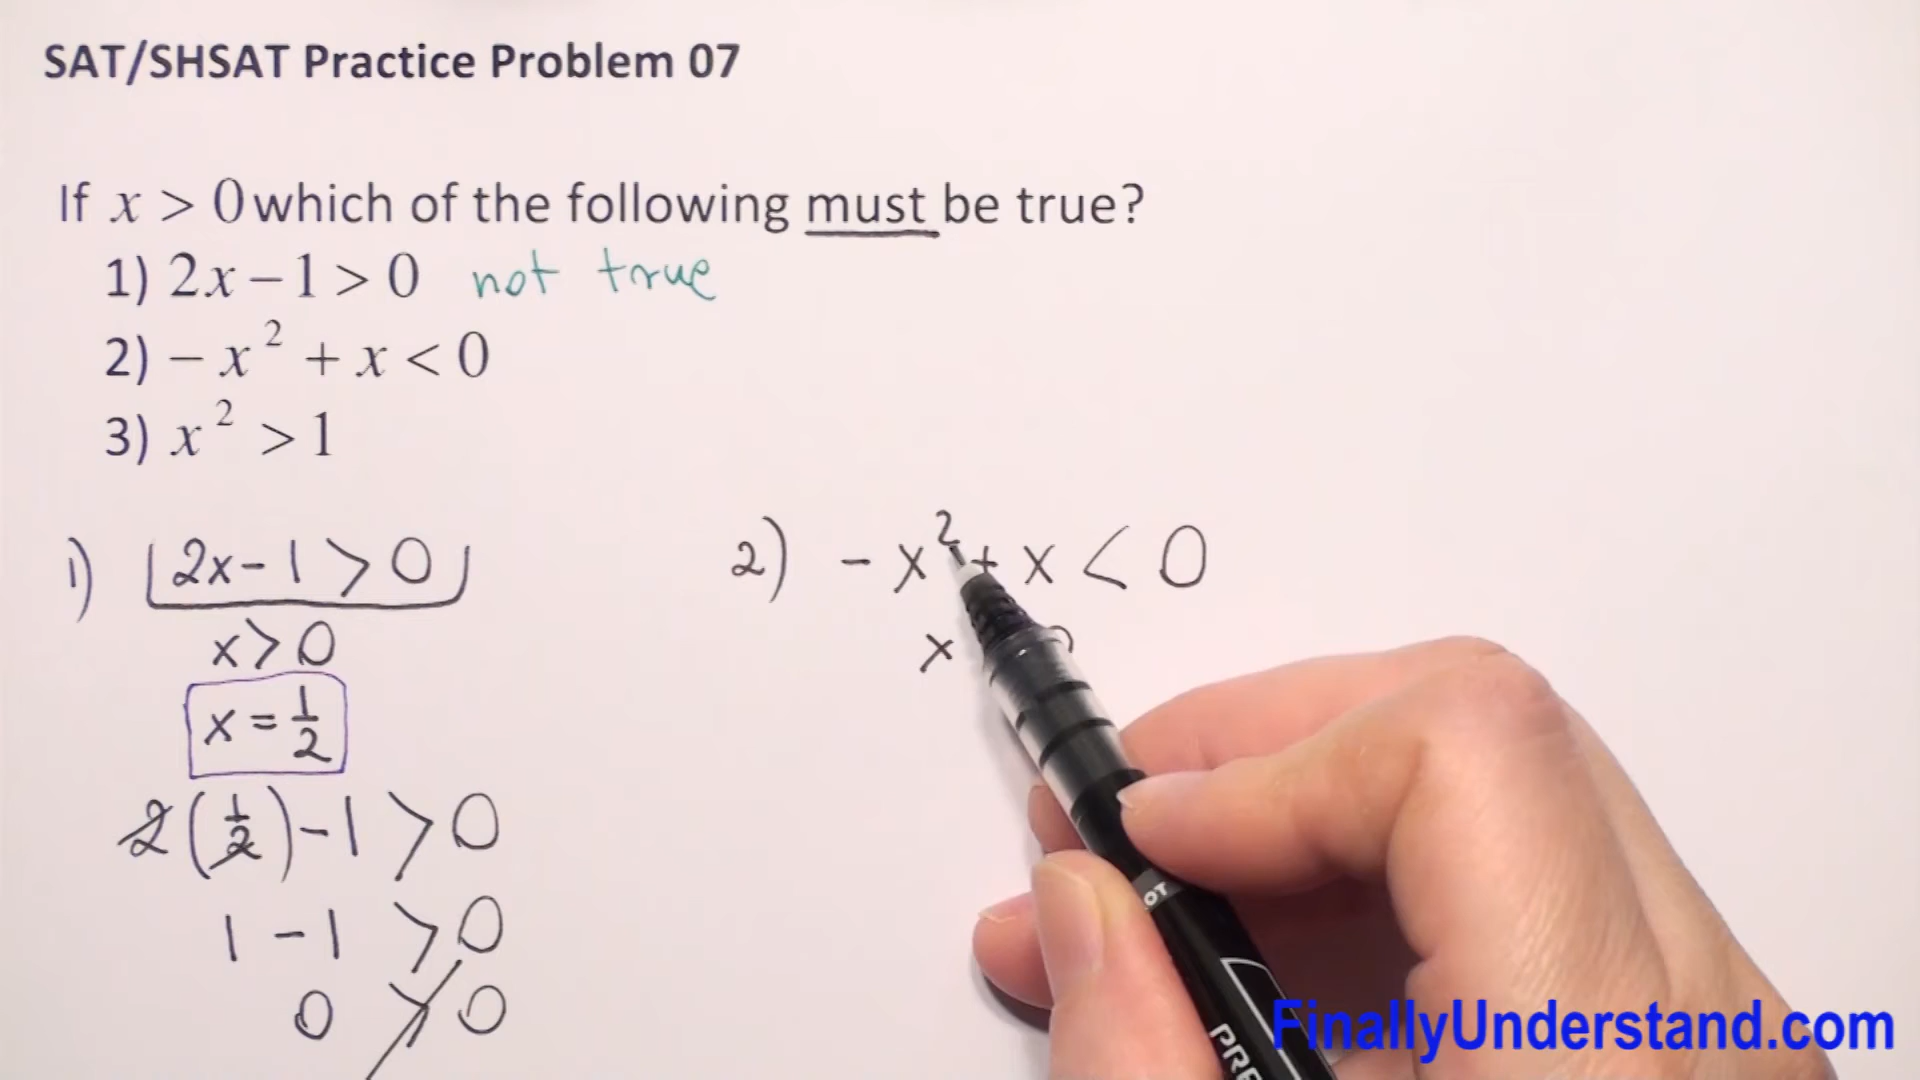 SAT/SHSAT Practice Problem 07
If x > 0 which of the following must be true?
1) 2x – 1 > 0 not true
2) – x² + x < 0
3) x² > 1
1) 2x - 1 > 0
x > 0
x = 1/2
2(1/2) - 1 > 0
1 - 1 > 0
0 > 0
2) - x² + x < 0
x
OT
PRE
FinallyUnderstand.com